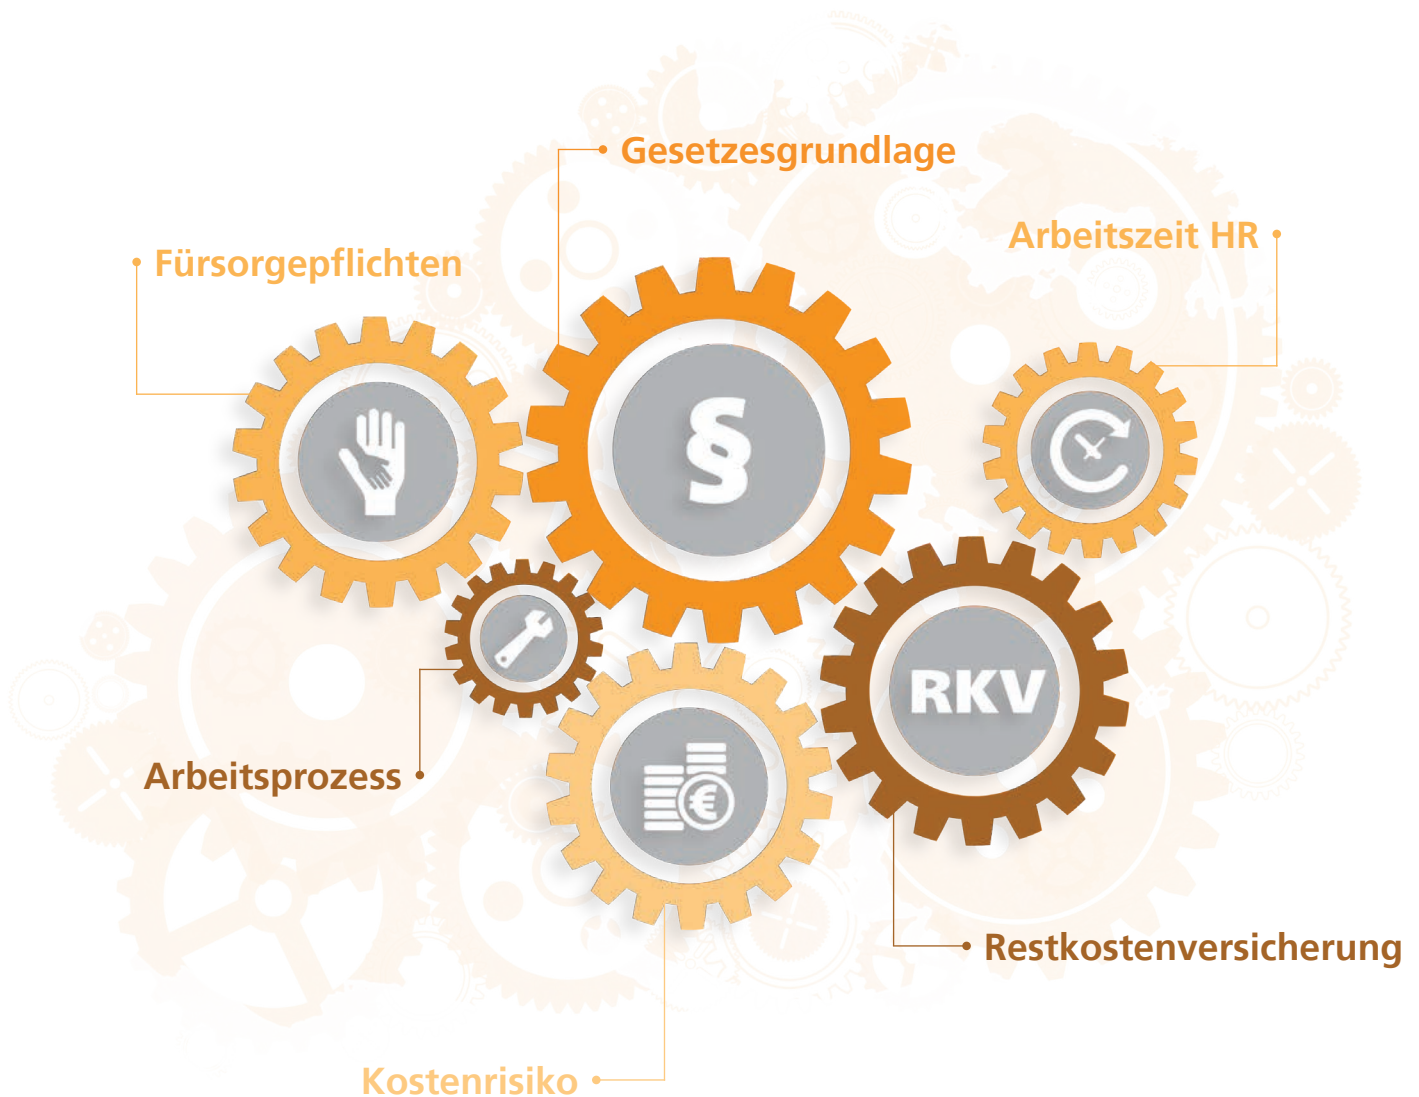 Gesetzesgrundlage
Arbeitszeit HR
Fürsorgepflichten
§
RKV
Arbeitsprozess
€
Restkostenversicherung
Kostenrisiko